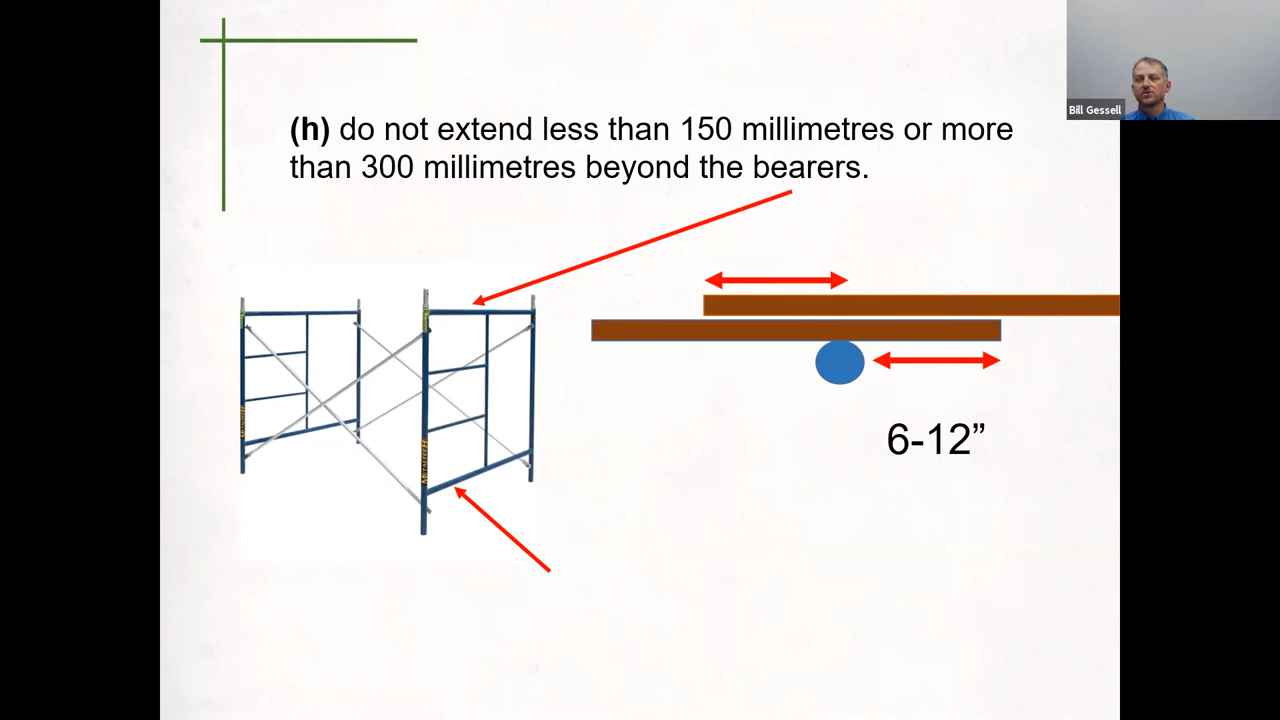 Bill Gessell
(h) do not extend less than 150 millimetres or more
than 300 millimetres beyond the bearers.
METALTECH
6-12”